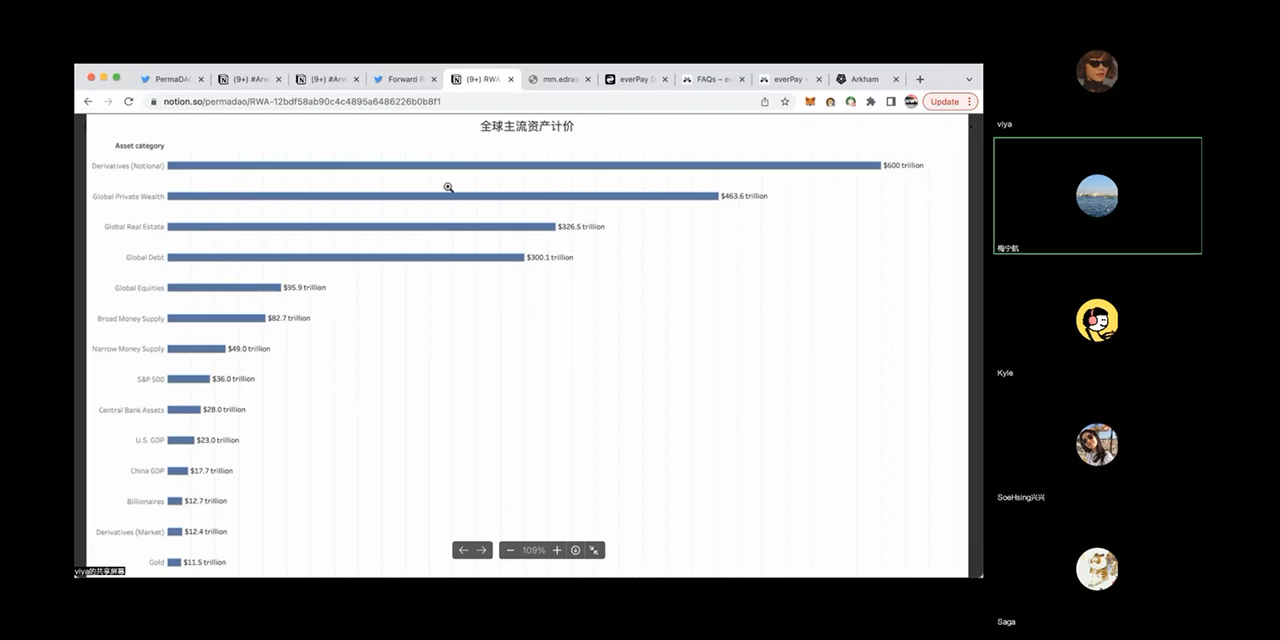 PermaDAO
(9+) #Arw
(9+) #Arw
Forward R
(9+) RWA
mm.edraw
everPay D
FAQs – ev
everPay -
Arkham
notion.so/permadao/RWA-12bdf58ab90c4c4895a6486226b0b8f1
Update
全球主流资产计价
Asset category
Derivatives (Notional) $600 trillion
Global Private Wealth $463.6 trillion
Global Real Estate $326.5 trillion
Global Debt $300.1 trillion
Global Equities $95.9 trillion
Broad Money Supply $82.7 trillion
Narrow Money Supply $49.0 trillion
S&P 500 $36.0 trillion
Central Bank Assets $28.0 trillion
U.S. GDP $23.0 trillion
China GDP $17.7 trillion
Billionaires $12.7 trillion
Derivatives (Market) $12.4 trillion
Gold $11.5 trillion
109%
viya的共享屏幕
viya
梅宁航
Kyle
SoeHsing兴兴
Saga